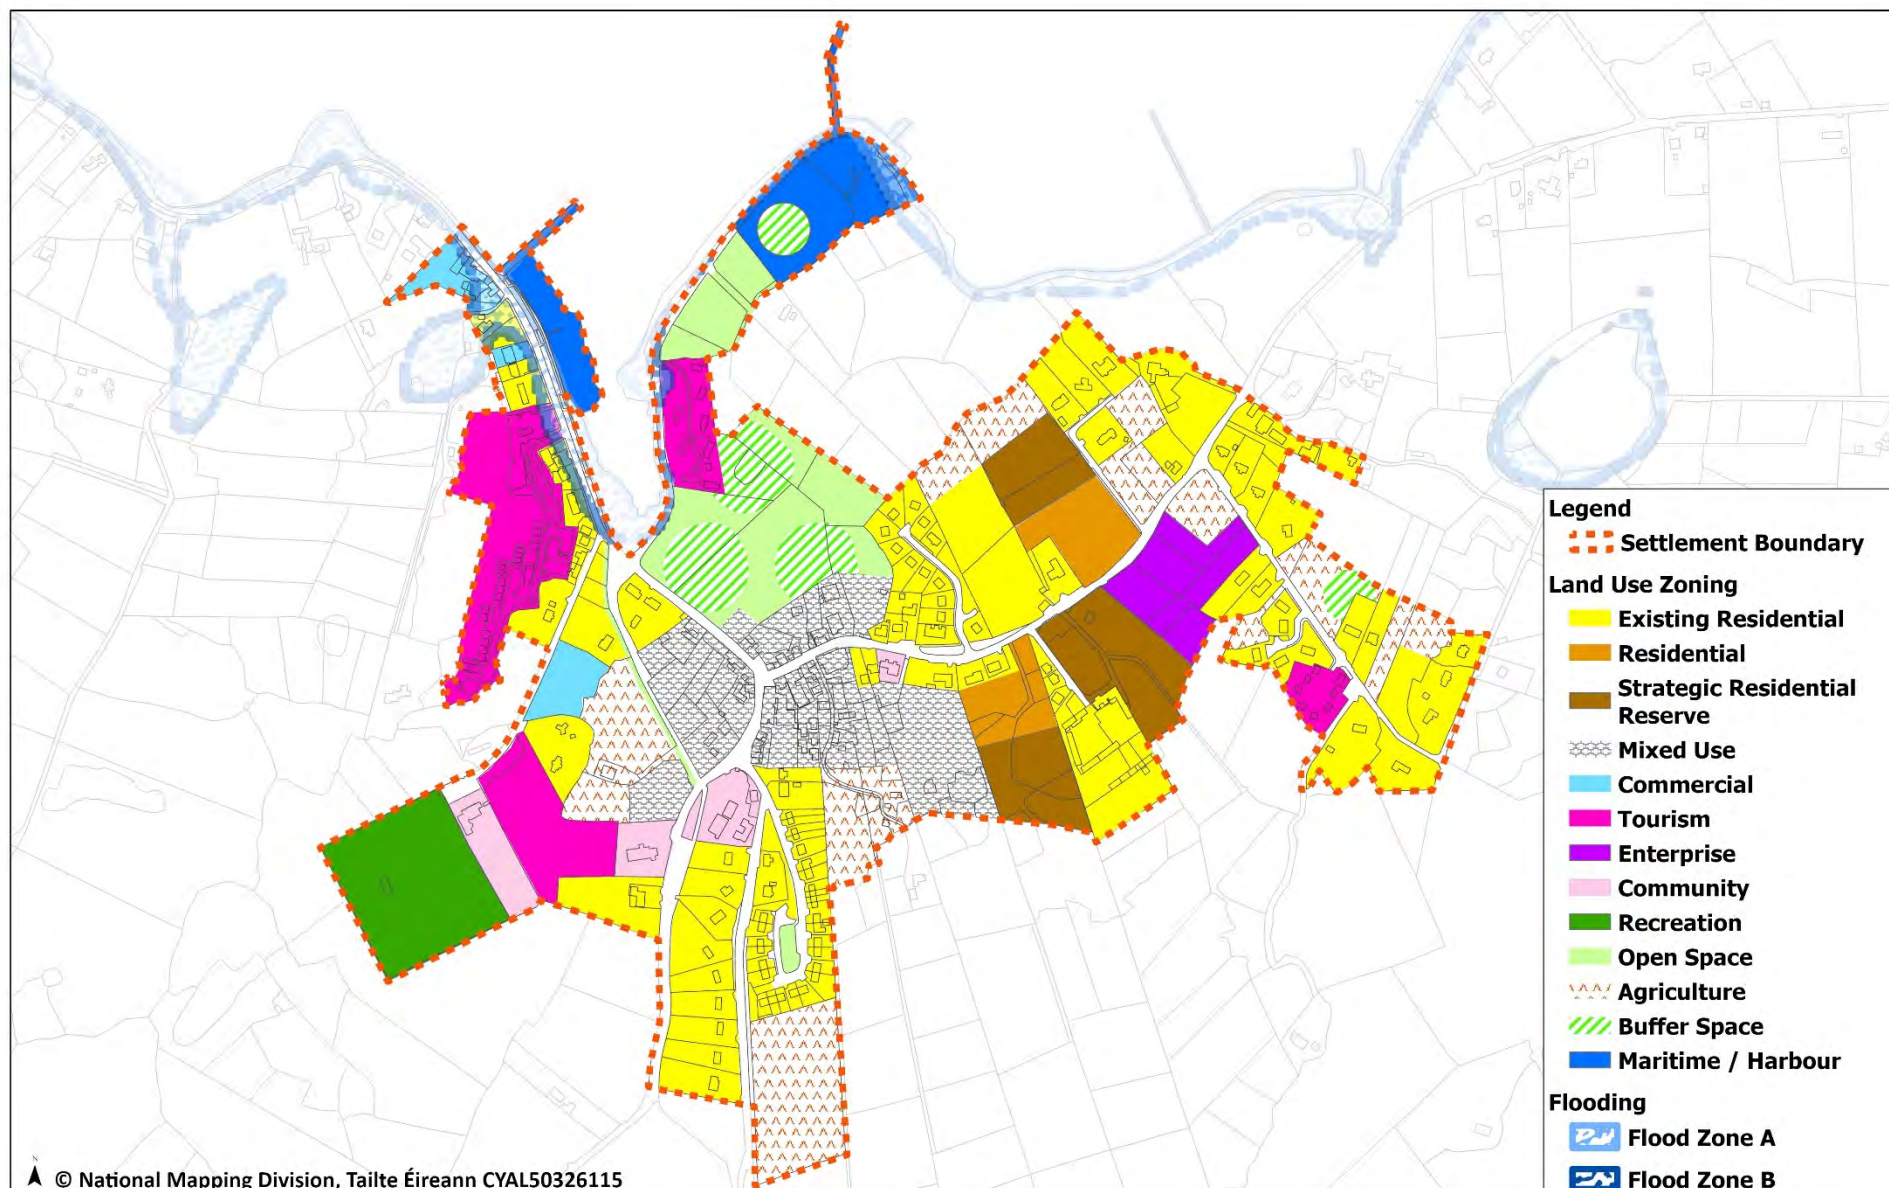 Legend
Settlement Boundary
Land Use Zoning
Existing Residential
Residential
Strategic Residential
Reserve
Mixed Use
Commercial
Tourism
Enterprise
Community
Recreation
Open Space
Agriculture
Buffer Space
Maritime / Harbour
Flooding
Flood Zone A
Flood Zone B
N
© National Mapping Division, Tailte Éireann CYAL50326115